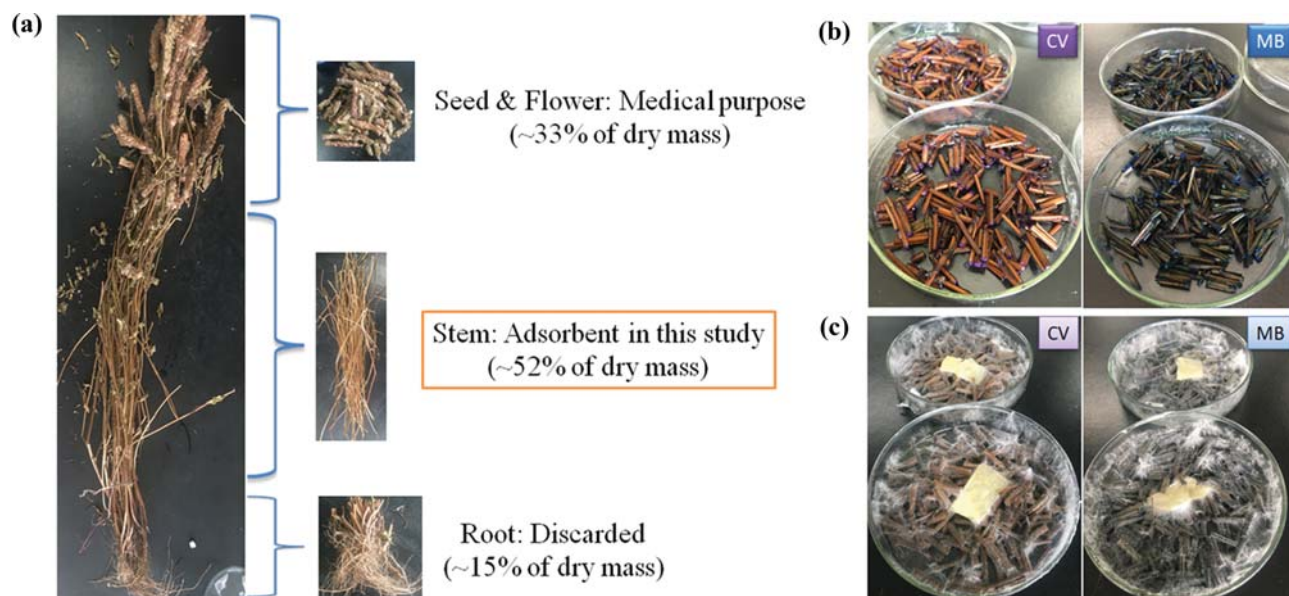 (a)
Seed & Flower: Medical purpose
(~33% of dry mass)
Stem: Adsorbent in this study
(~52% of dry mass)
Root: Discarded
(~15% of dry mass)
(b)
CV
MB
(c)
CV
MB